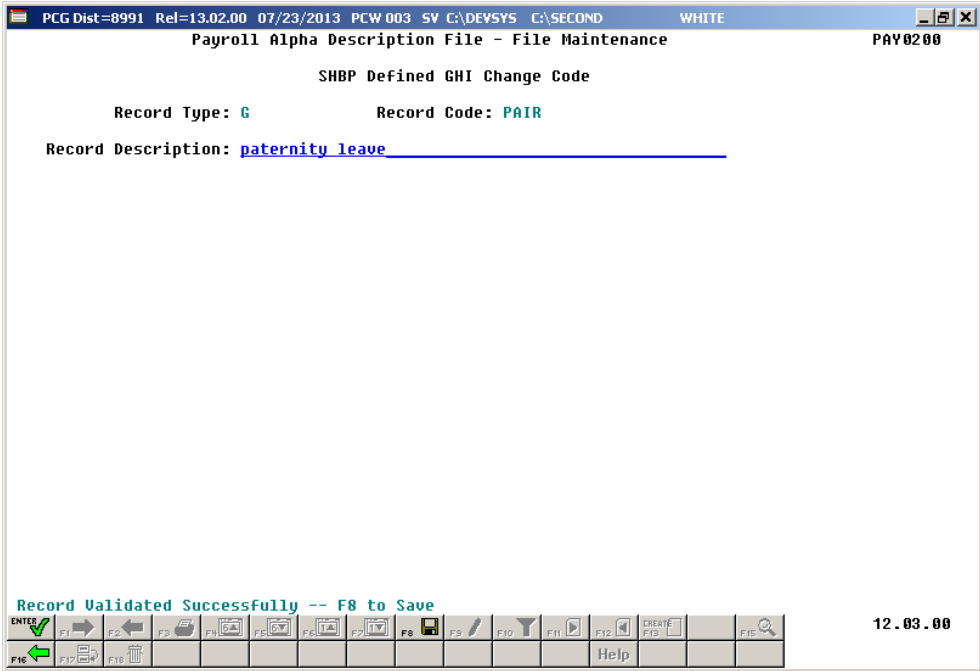 PCG Dist=8991 Rel=13.02.00 07/23/2013 PCW 003 SV C:\DEVSYS C:\SECOND WHITE
Payroll Alpha Description File - File Maintenance PAY0200
SHBP Defined GHI Change Code
Record Type: G Record Code: PAIR
Record Description: paternity leave
Record Validated Successfully -- F8 to Save
ENTER F1 F2 F3 F4 F5 F6 F7 F8 F9 F10 F11 F12 CREATE F13 F15 12.03.00
F16 F17 F18 Help